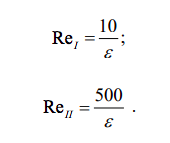 Re_I = 10/ε;
Re_II = 500/ε .